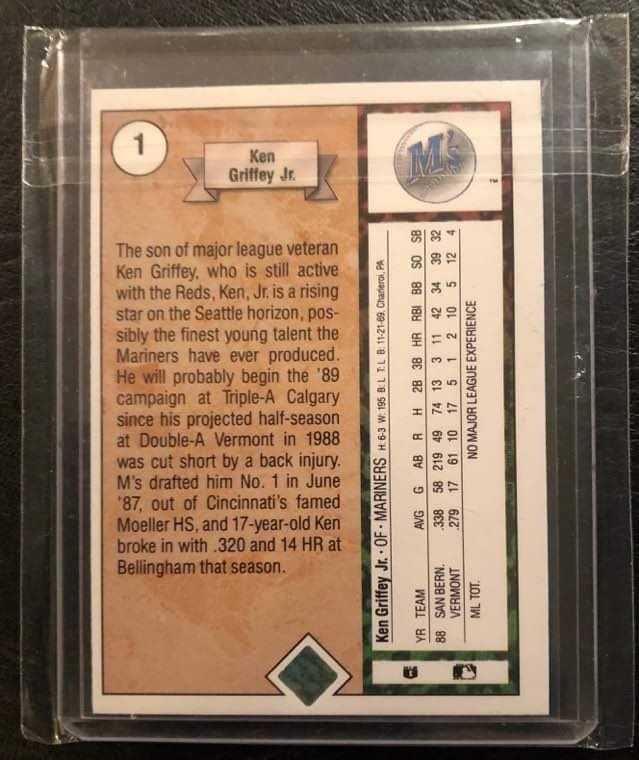 1
Ken
Griffey Jr.
The son of major league veteran
Ken Griffey, who is still active
with the Reds, Ken, Jr. is a rising
star on the Seattle horizon, pos-
sibly the finest young talent the
Mariners have ever produced.
He will probably begin the '89
campaign at Triple-A Calgary
since his projected half-season
at Double-A Vermont in 1988
was cut short by a back injury.
M's drafted him No. 1 in June
'87, out of Cincinnati's famed
Moeller HS, and 17-year-old Ken
broke in with .320 and 14 HR at
Bellingham that season.
M's
TM
Ken Griffey Jr. • OF • MARINERS H: 6-3 W: 195 B: L T: L B: 11-21-69, Charleroi, PA
YR TEAM AVG G AB R H 2B 3B HR RBI BB SO SB
88 SAN BERN. .338 58 219 49 74 13 3 11 42 34 39 32
VERMONT .279 17 61 10 17 5 1 2 10 5 12 4
ML TOT. NO MAJOR LEAGUE EXPERIENCE